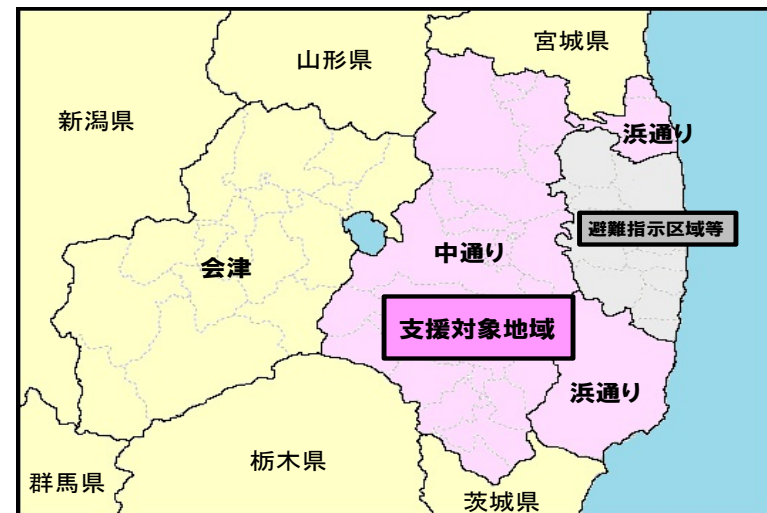 宮城県
山形県
新潟県
浜通り
避難指示区域等
中通り
会津
支援対象地域
浜通り
栃木県
群馬県
茨城県